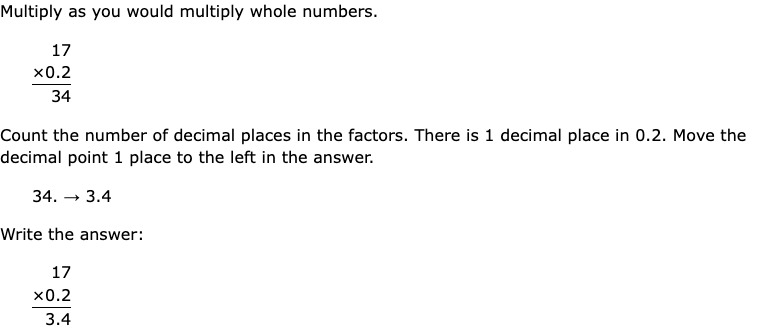 Multiply as you would multiply whole numbers.
17
×0.2
34
Count the number of decimal places in the factors. There is 1 decimal place in 0.2. Move the
decimal point 1 place to the left in the answer.
34. → 3.4
Write the answer:
17
×0.2
3.4